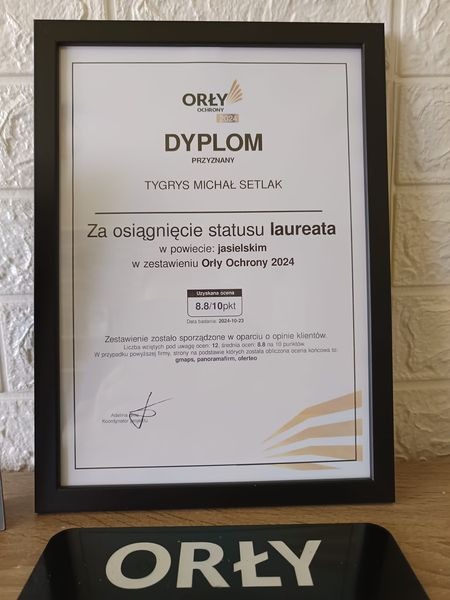 ORŁY
OCHRONY
2024
DYPLOM
PRZYZNANY
TYGRYS MICHAŁ SETLAK
Za osiągnięcie statusu laureata
w powiecie: jasielskim
w zestawieniu Orły Ochrony 2024
Uzyskana ocena
8.8/10pkt
Data badania: 2024-10-23
Zestawienie zostało sporządzone w oparciu o opinie klientów.
Liczba wziętych pod uwagę ocen: 12, średnia ocen: 8.8 na 10 punktów.
W przypadku powyższej firmy, strony na podstawie których została obliczona ocena końcowa to:
gmaps, panoramafirm, oferteo
Adelina
Koordynator projektu
ORŁY